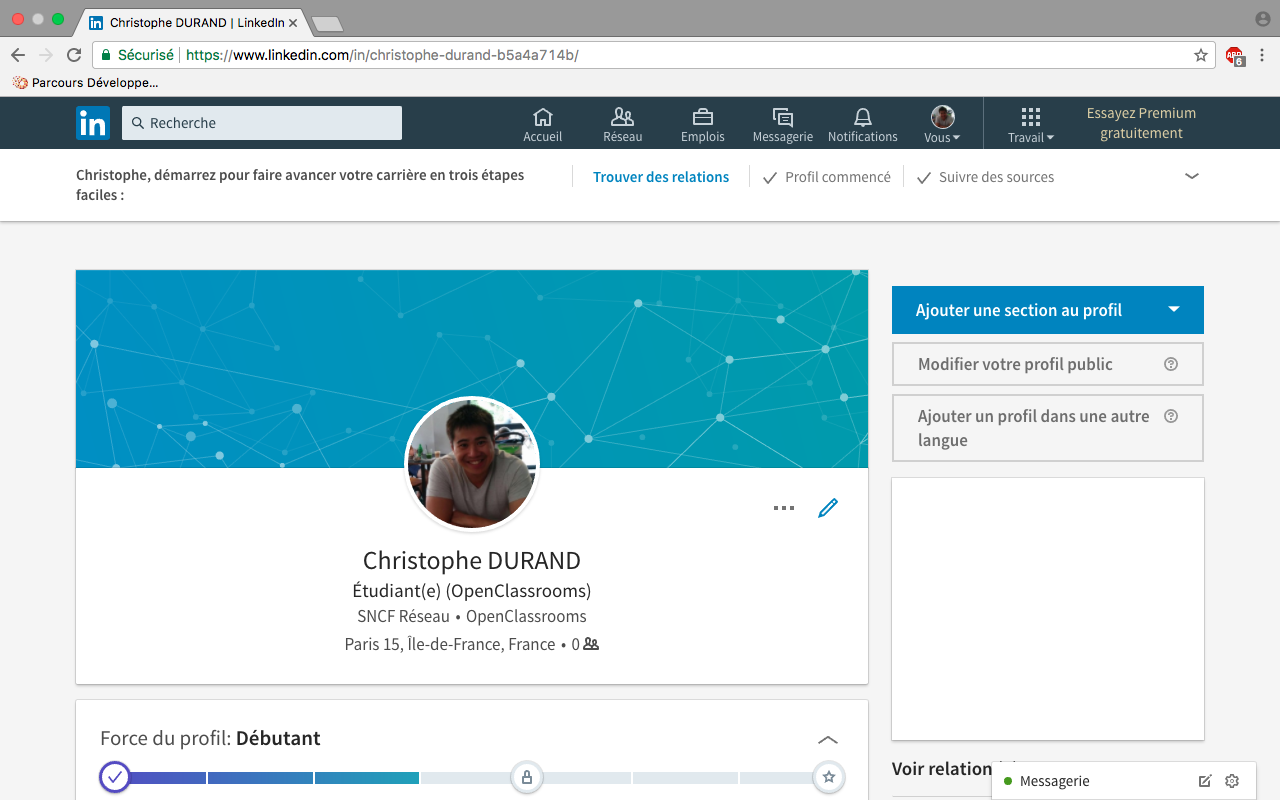 Christophe DURAND | LinkedIn
Sécurisé
https://www.linkedin.com/in/christophe-durand-b5a4a714b/
ABP
6
Parcours Développe...
in
Recherche
Accueil
Réseau
Emplois
Messagerie
Notifications
Vous
Travail
Essayez Premium
gratuitement
Christophe, démarrez pour faire avancer votre carrière en trois étapes
faciles :
Trouver des relations
Profil commencé
Suivre des sources
Ajouter une section au profil
Modifier votre profil public
Ajouter un profil dans une autre
langue
Christophe DURAND
Étudiant(e) (OpenClassrooms)
SNCF Réseau • OpenClassrooms
Paris 15, Île-de-France, France • 0
Force du profil: Débutant
Voir relation
Messagerie